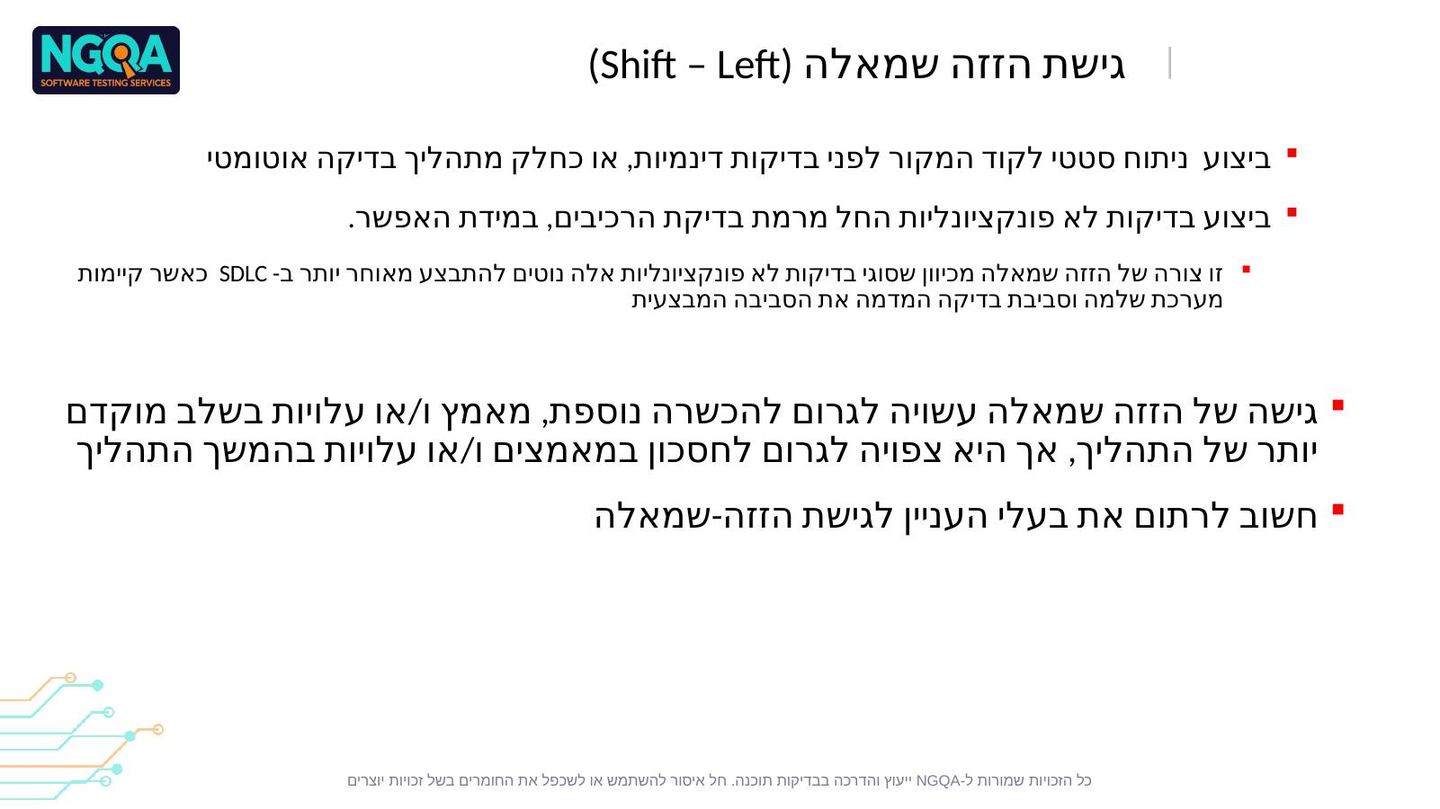 NGQA
SOFTWARE TESTING SERVICES
גישת הזזה שמאלה (Shift – Left)
ביצוע  ניתוח סטטי לקוד המקור לפני בדיקות דינמיות, או כחלק מתהליך בדיקה אוטומטי
ביצוע בדיקות לא פונקציונליות החל מרמת בדיקת הרכיבים, במידת האפשר.
זו צורה של הזזה שמאלה מכיוון שסוגי בדיקות לא פונקציונליות אלה נוטים להתבצע מאוחר יותר ב- SDLC  כאשר קיימות
מערכת שלמה וסביבת בדיקה המדמה את הסביבה המבצעית
גישה של הזזה שמאלה עשויה לגרום להכשרה נוספת, מאמץ ו/או עלויות בשלב מוקדם
יותר של התהליך, אך היא צפויה לגרום לחסכון במאמצים ו/או עלויות בהמשך התהליך
חשוב לרתום את בעלי העניין לגישת הזזה-שמאלה
כל הזכויות שמורות ל-NGQA ייעוץ והדרכה בבדיקות תוכנה. חל איסור להשתמש או לשכפל את החומרים בשל זכויות יוצרים